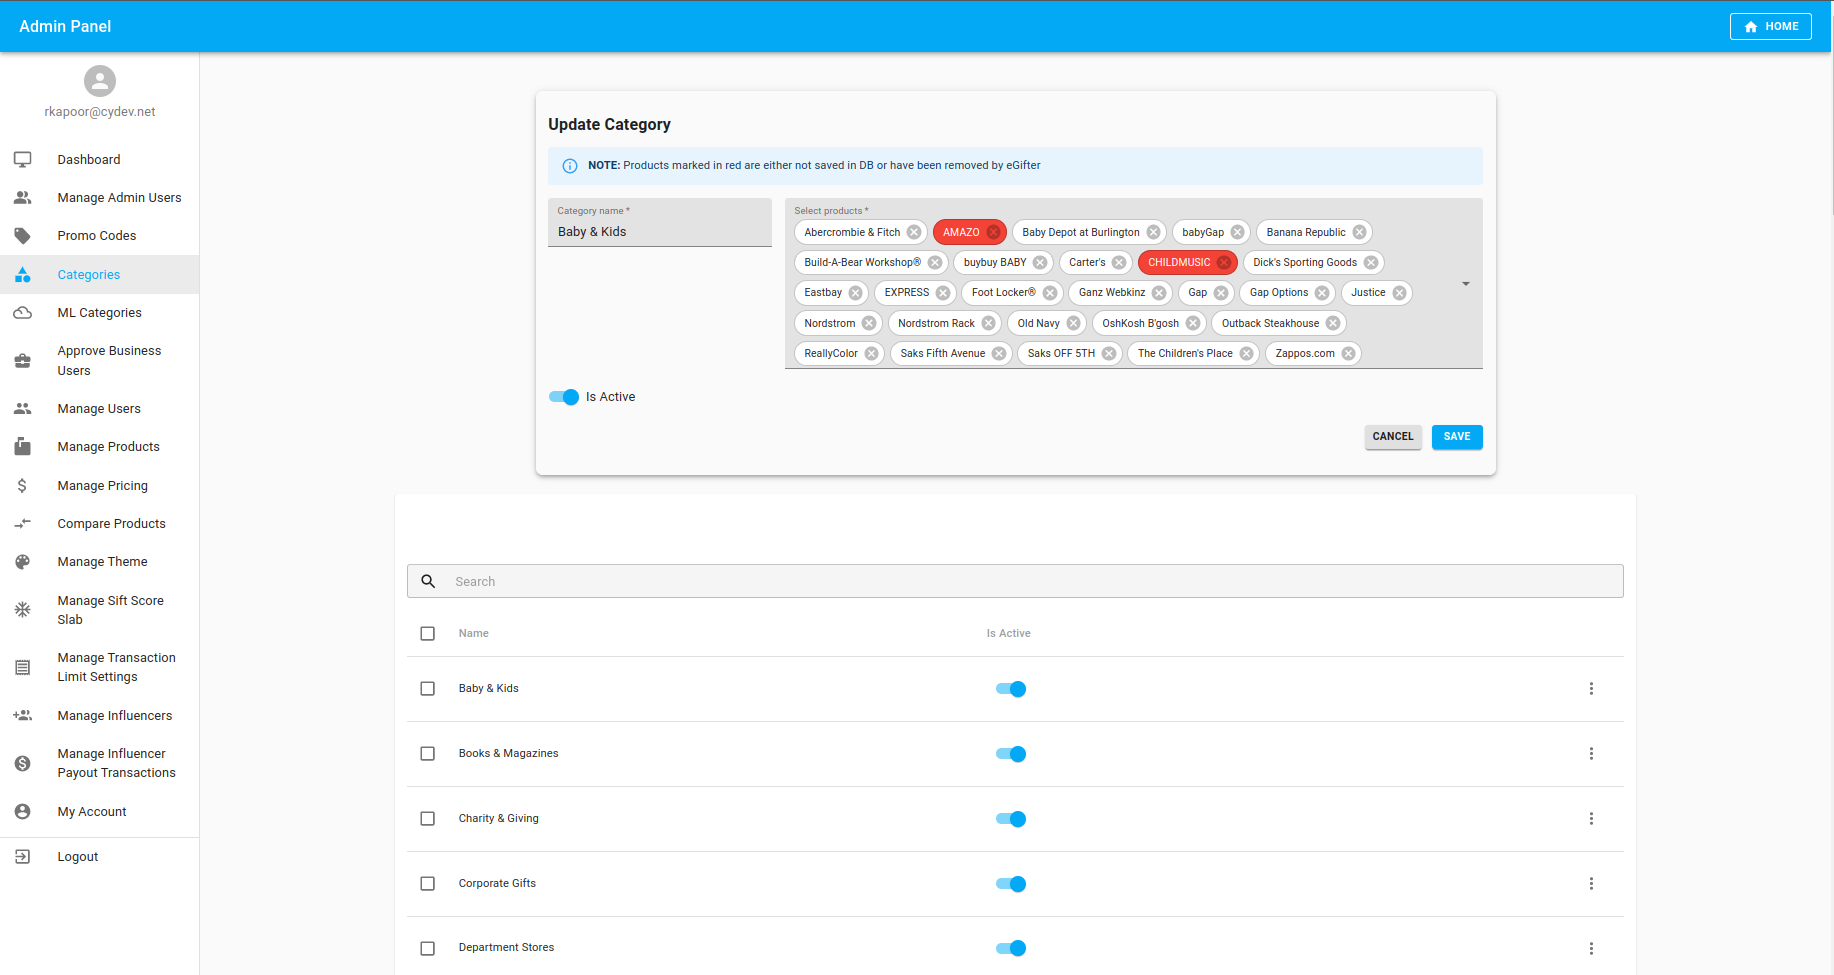 Admin Panel
HOME
rkapoor@cydev.net
Dashboard
Manage Admin Users
Promo Codes
Categories
ML Categories
Approve Business
Users
Manage Users
Manage Products
Manage Pricing
Compare Products
Manage Theme
Manage Sift Score
Slab
Manage Transaction
Limit Settings
Manage Influencers
Manage Influencer
Payout Transactions
My Account
Logout
Update Category
NOTE: Products marked in red are either not saved in DB or have been removed by eGifter
Category name *
Baby & Kids
Select products *
Abercrombie & Fitch AMAZO Baby Depot at Burlington babyGap Banana Republic
Build-A-Bear Workshop® buybuy BABY Carter's CHILDMUSIC Dick's Sporting Goods
Eastbay EXPRESS Foot Locker® Ganz Webkinz Gap Gap Options Justice
Nordstrom Nordstrom Rack Old Navy OshKosh B'gosh Outback Steakhouse
ReallyColor Saks Fifth Avenue Saks OFF 5TH The Children's Place Zappos.com
Is Active
CANCEL SAVE
Search
Name Is Active
Baby & Kids
Books & Magazines
Charity & Giving
Corporate Gifts
Department Stores